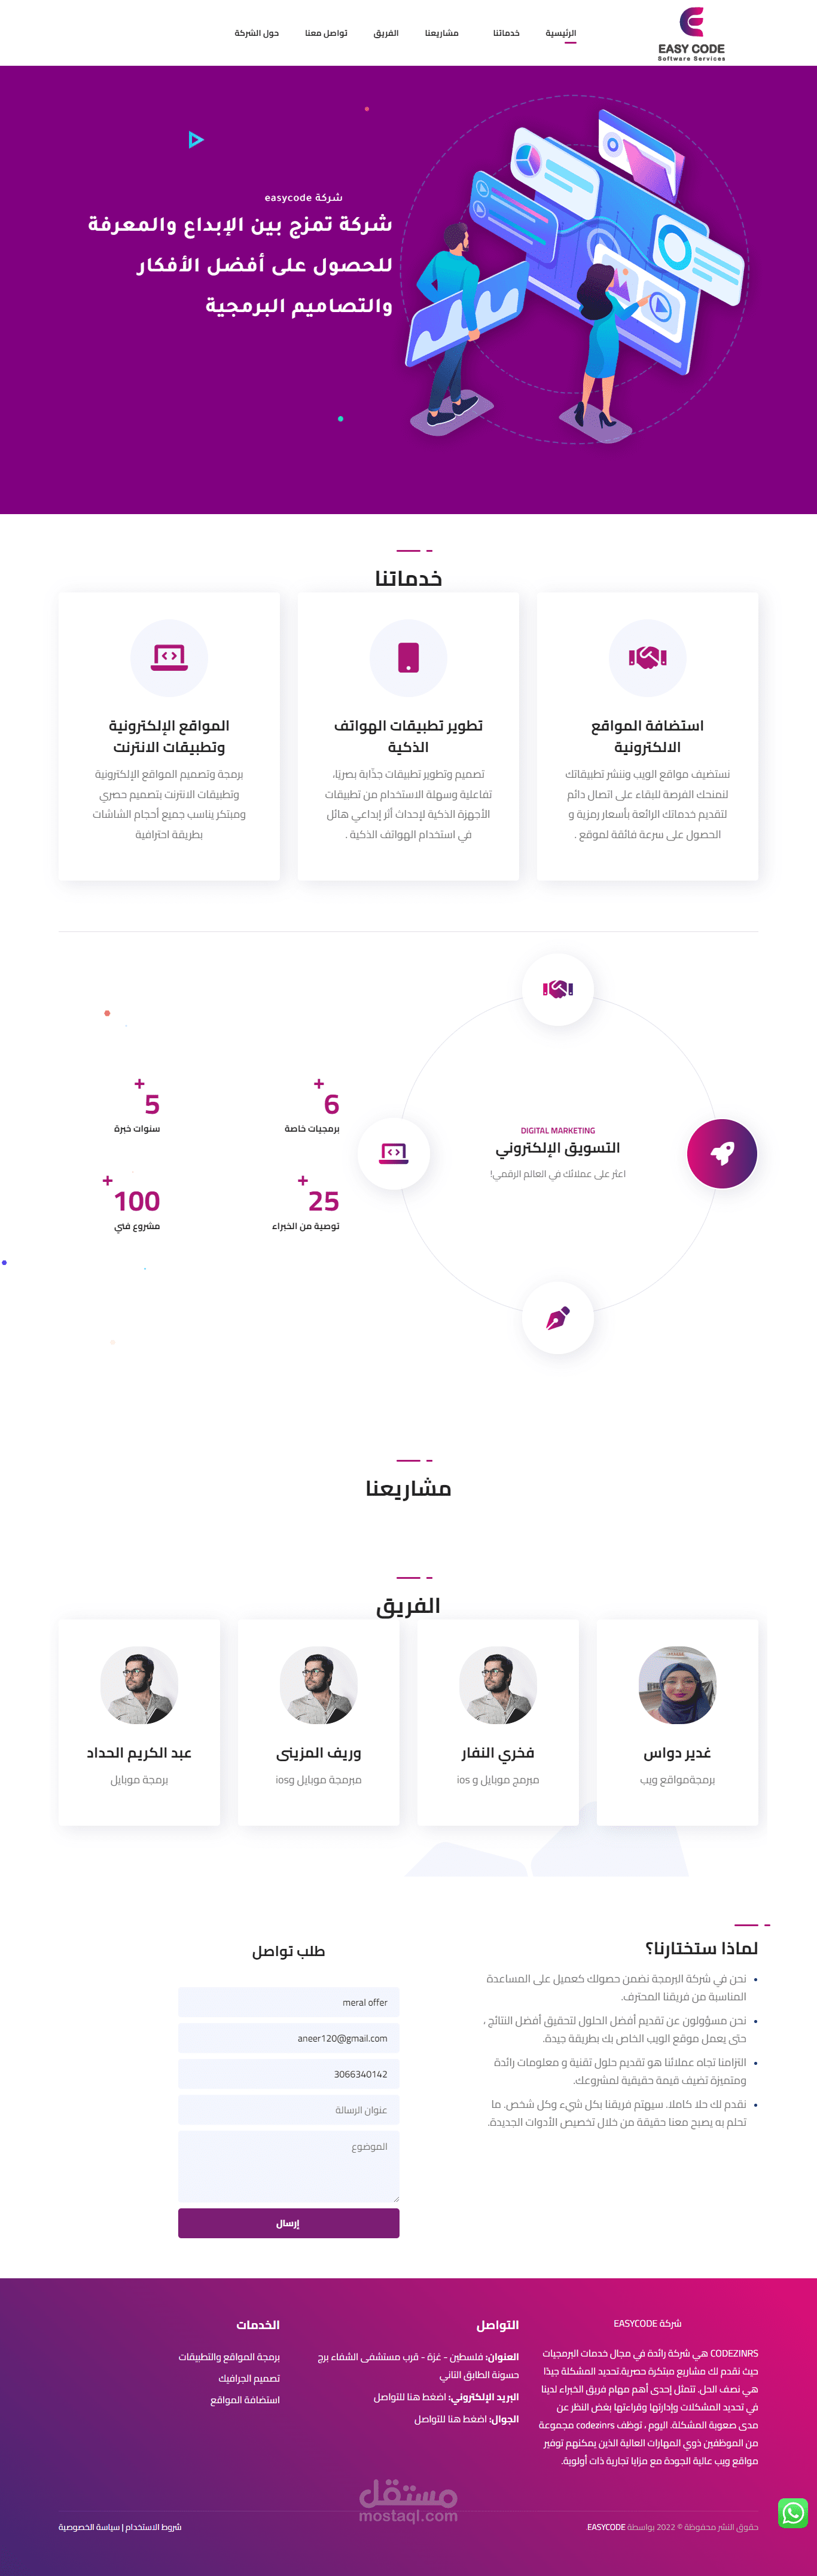 EASY CODE
Software Services
الرئيسية
خدماتنا
مشاريعنا
الفريق
تواصل معنا
حول الشركة
شركة easycode
شركة تمزج بين الإبداع والمعرفة
للحصول على أفضل الأفكار
والتصاميم البرمجية
خدماتنا
استضافة المواقع
الالكترونية
نستضيف مواقع الويب وننشر تطبيقاتك
لنمنحك الفرصة للبقاء على اتصال دائم
لتقديم خدماتك الرائعة بأسعار رمزية و
الحصول على سرعة فائقة لموقع .
تطوير تطبيقات الهواتف
الذكية
تصميم وتطوير تطبيقات جذّابة بصريًا،
تفاعلية وسهلة الاستخدام من تطبيقات
الأجهزة الذكية لإحداث أثر إبداعي هائل
في استخدام الهواتف الذكية .
المواقع الإلكترونية
وتطبيقات الانترنت
برمجة وتصميم المواقع الإلكترونية
وتطبيقات الانترنت بتصميم حصري
ومبتكر يناسب جميع أحجام الشاشات
بطريقة احترافية
DIGITAL MARKETING
التسويق الإلكتروني
اعثر على عملائك في العالم الرقمي!
+
6
برمجيات خاصة
+
5
سنوات خبرة
+
25
توصية من الخبراء
+
100
مشروع فني
مشاريعنا
الفريق
غدير دواس
برمجةمواقع ويب
فخري النفار
مبرمج موبايل و ios
وريف المزيني
مبرمجة موبايل وios
عبد الكريم الحداد
برمجة موبايل
لماذا ستختارنا؟
نحن في شركة البرمجة نضمن حصولك كعميل على المساعدة
المناسبة من فريقنا المحترف.
نحن مسؤولون عن تقديم أفضل الحلول لتحقيق أفضل النتائج ،
حتى يعمل موقع الويب الخاص بك بطريقة جيدة.
التزامنا تجاه عملائنا هو تقديم حلول تقنية و معلومات رائدة
ومتميزة تضيف قيمة حقيقية لمشروعك.
نقدم لك حلا كاملا. سيهتم فريقنا بكل شيء وكل شخص. ما
تحلم به يصبح معنا حقيقة من خلال تخصيص الأدوات الجديدة.
طلب تواصل
meral offer
aneer120@gmail.com
3066340142
عنوان الرسالة
الموضوع
إرسال
شركة EASYCODE
CODEZINRS هي شركة رائدة في مجال خدمات البرمجيات
حيث نقدم لك مشاريع مبتكرة حصرية.تحديد المشكلة جيدًا
هي نصف الحل. تتمثل إحدى أهم مهام فريق الخبراء لدينا
في تحديد المشكلات وإدارتها وقراءتها بغض النظر عن
مدى صعوبة المشكلة. اليوم ، توظف codezinrs مجموعة
من الموظفين ذوي المهارات العالية الذين يمكنهم توفير
مواقع ويب عالية الجودة مع مزايا تجارية ذات أولوية.
التواصل
العنوان: فلسطين - غزة - قرب مستشفى الشفاء برج
حسونة الطابق الثاني
البريد الإلكتروني: اضغط هنا للتواصل
الجوال: اضغط هنا للتواصل
الخدمات
برمجة المواقع والتطبيقات
تصميم الجرافيك
استضافة المواقع
مستقل
mostaql.com
حقوق النشر محفوظة © 2022 بواسطة EASYCODE.
شروط الاستخدام | سياسة الخصوصية